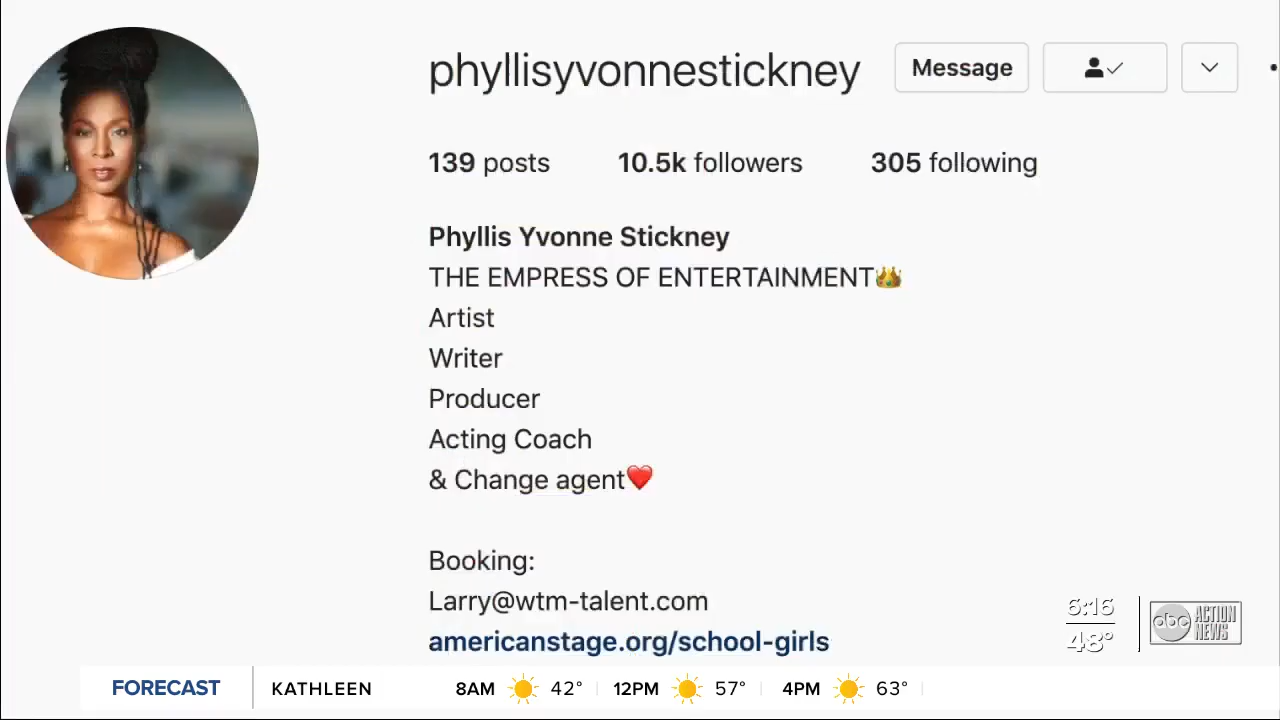 phyllisyvonnestickney
Message
139 posts 10.5k followers 305 following
Phyllis Yvonne Stickney
THE EMPRESS OF ENTERTAINMENT👑
Artist
Writer
Producer
Acting Coach
& Change agent❤️
Booking:
Larry@wtm-talent.com
americanstage.org/school-girls
6:16
48°
abc ACTION NEWS
FORECAST KATHLEEN 8AM 42° 12PM 57° 4PM 63°